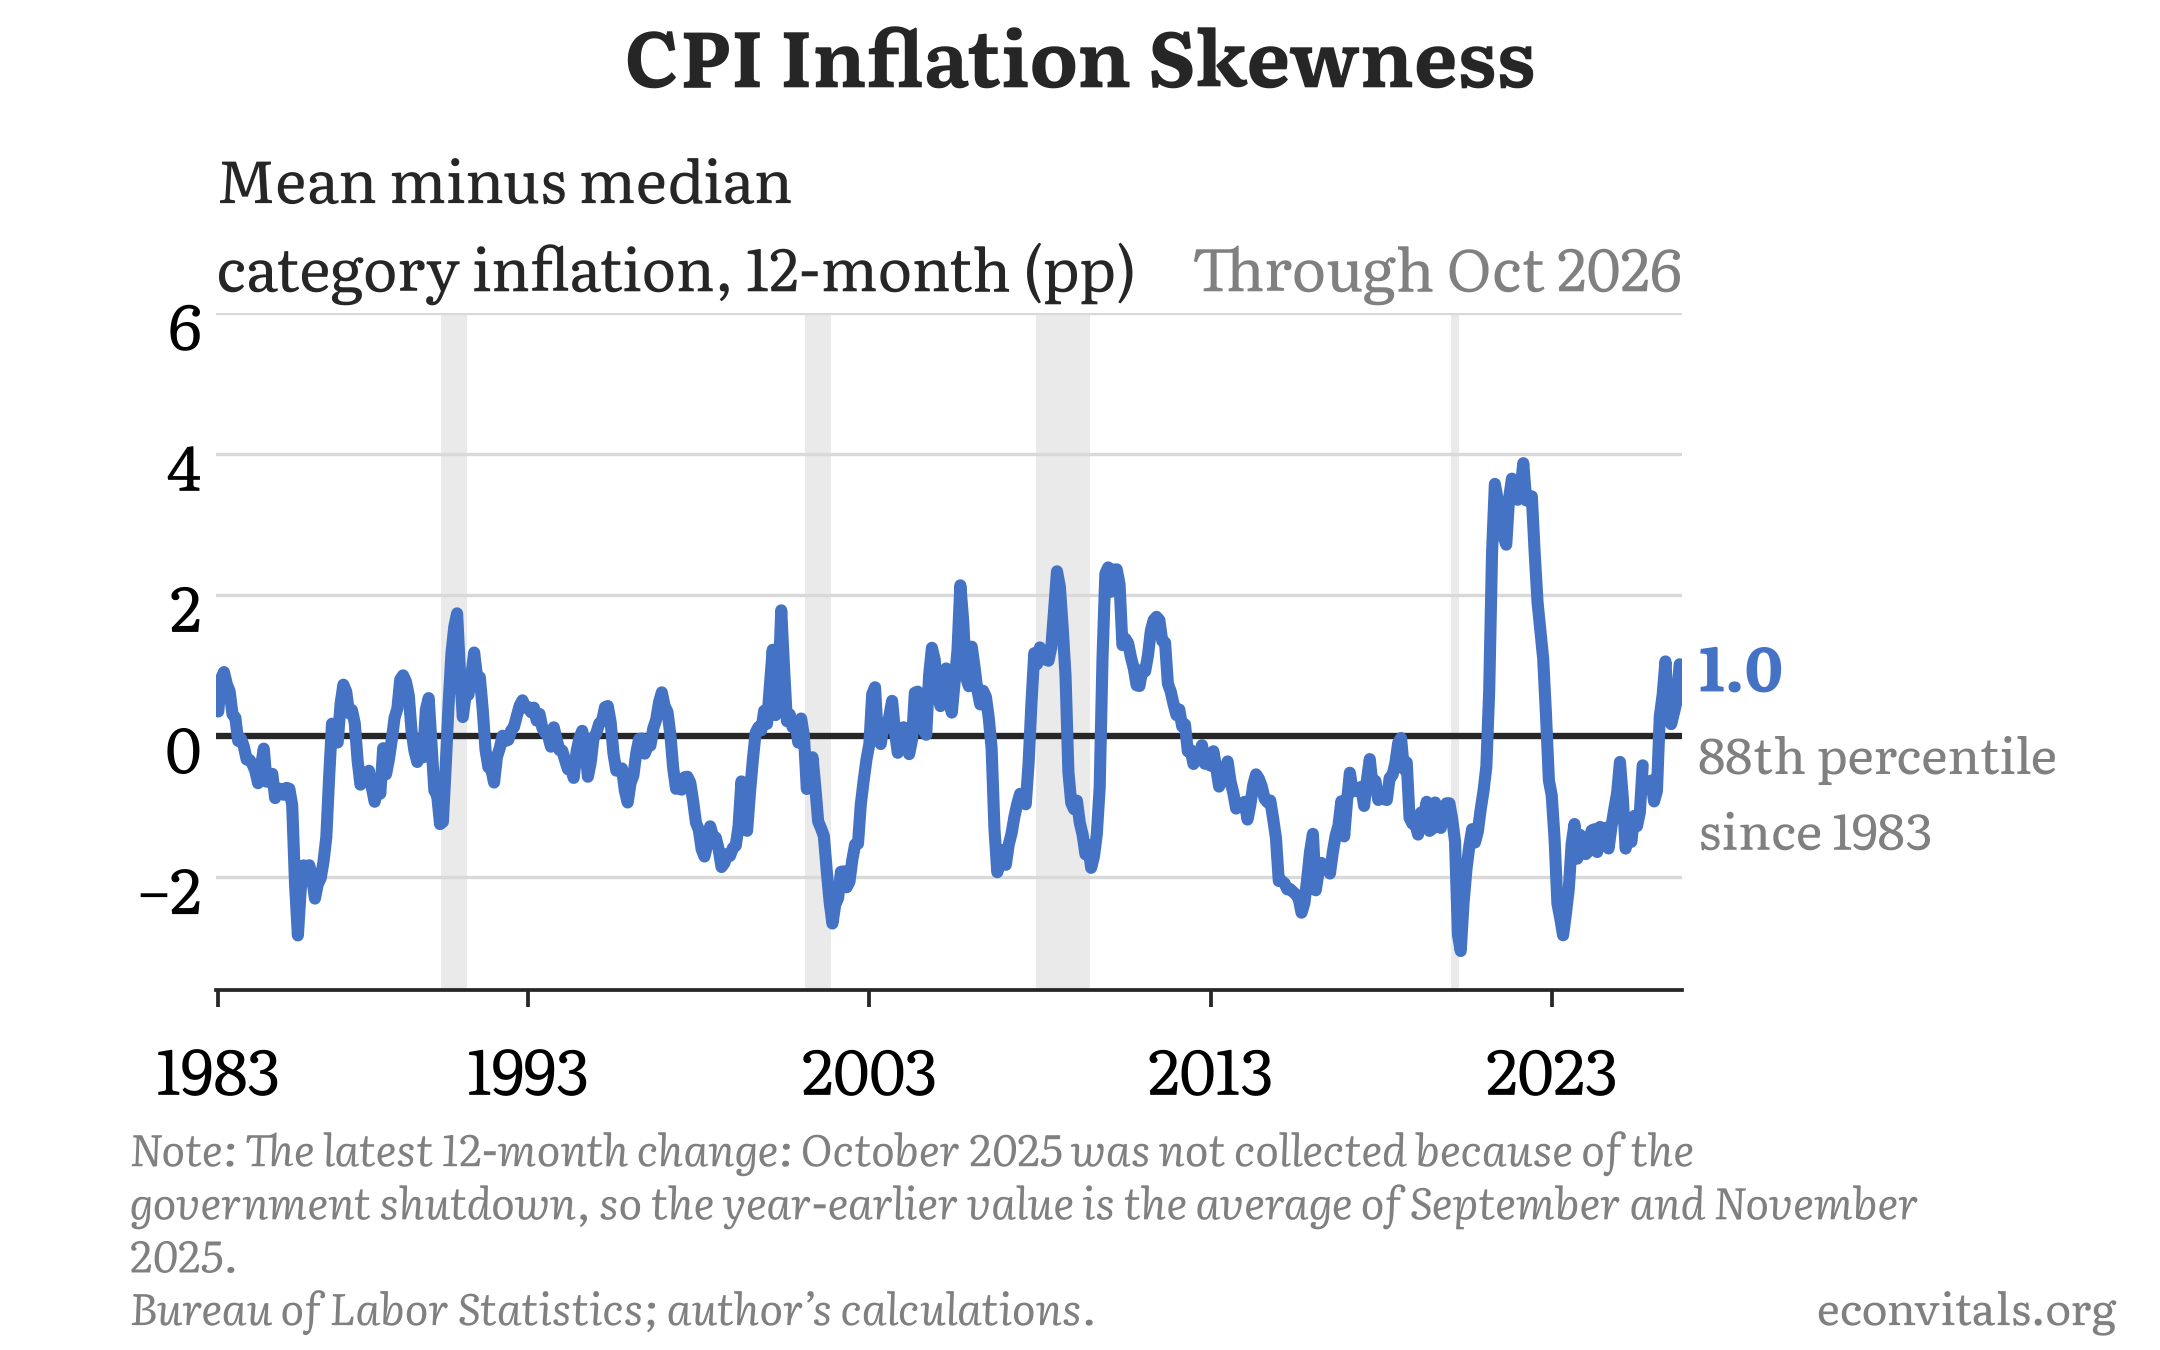 CPI Inflation Skewness
Mean minus median
category inflation, 12-month (pp)
Through Oct 2026
6
4
2
0
−2
1.0
88th percentile
since 1983
1983
1993
2003
2013
2023
Note: The latest 12-month change: October 2025 was not collected because of the
government shutdown, so the year-earlier value is the average of September and November
2025.
Bureau of Labor Statistics; author’s calculations.
econvitals.org